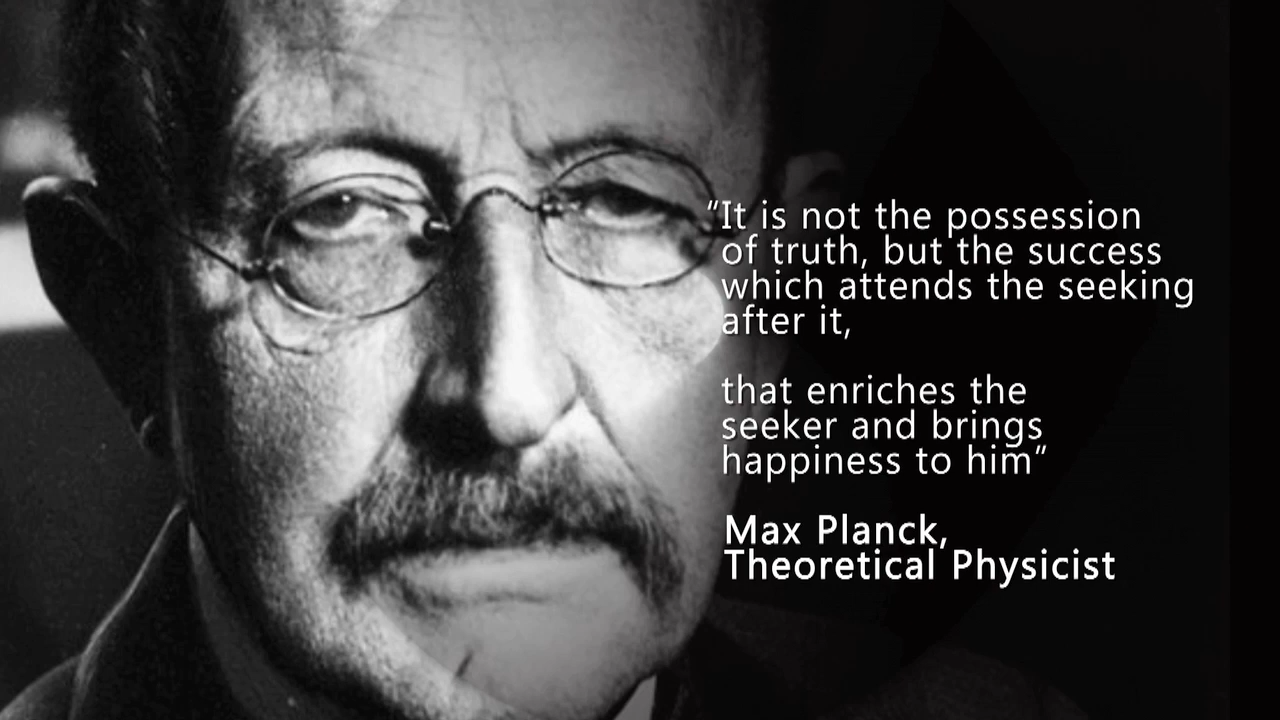 “It is not the possession
of truth, but the success
which attends the seeking
after it,
that enriches the
seeker and brings
happiness to him”
Max Planck,
Theoretical Physicist